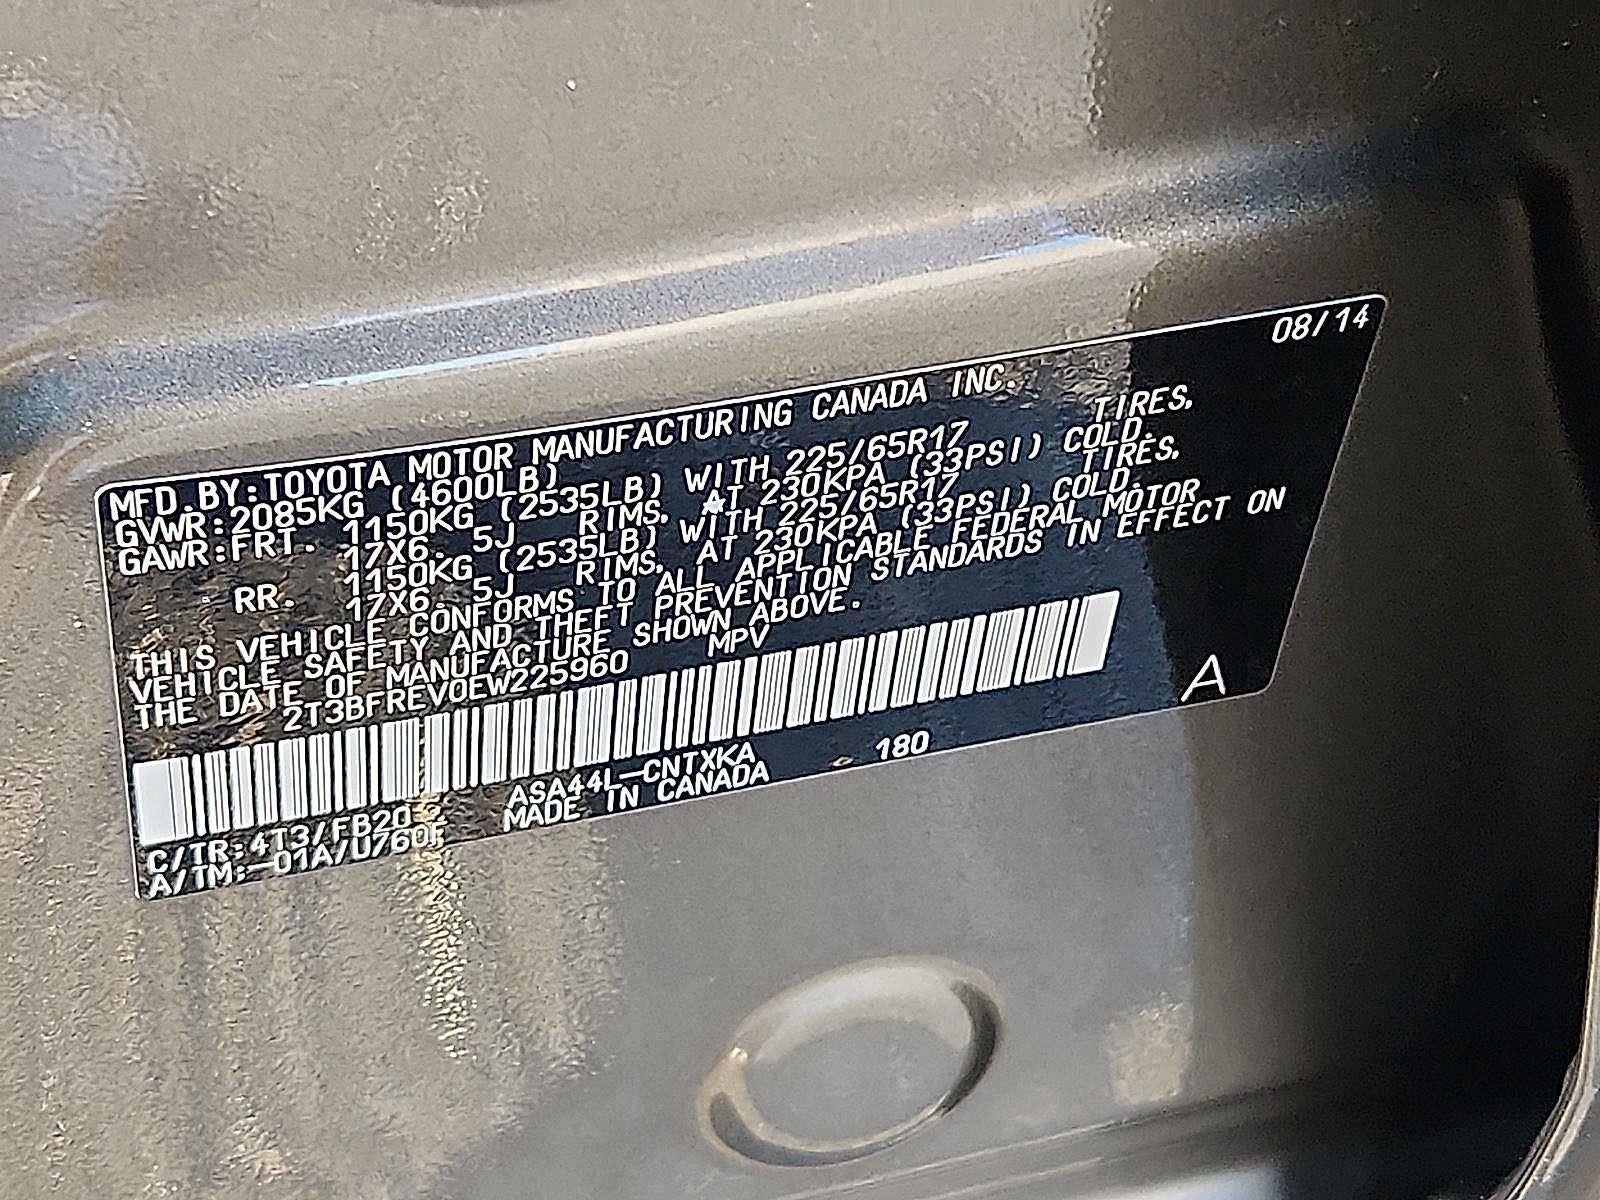 08/14
MFD.BY:TOYOTA MOTOR MANUFACTURING CANADA INC.
GVWR:2085KG (4600LB)
GAWR:FRT. 1150KG (2535LB) WITH 225/65R17 TIRES,
17X6.5J RIMS, AT 230KPA (33PSI) COLD.
RR. 1150KG (2535LB) WITH 225/65R17 TIRES,
17X6.5J RIMS, AT 230KPA (33PSI) COLD.
THIS VEHICLE CONFORMS TO ALL APPLICABLE FEDERAL MOTOR
VEHICLE SAFETY AND THEFT PREVENTION STANDARDS IN EFFECT ON
THE DATE OF MANUFACTURE SHOWN ABOVE.
2T3BFREV0EW225960 MPV
A
C/TR:4T3/FB20 ASA44L-CNTXKA 180
A/TM:-01A/U760F MADE IN CANADA